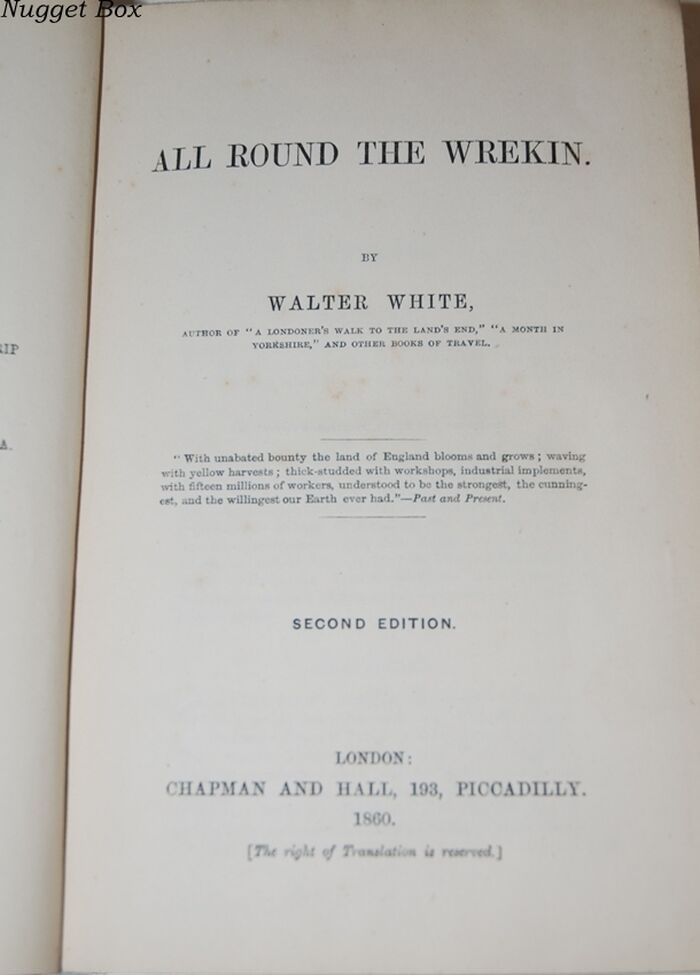 Nugget Box
ALL ROUND THE WREKIN.
BY
WALTER WHITE,
AUTHOR OF "A LONDONER'S WALK TO THE LAND'S END," "A MONTH IN
YORKSHIRE," AND OTHER BOOKS OF TRAVEL.
"With unabated bounty the land of England blooms and grows; waving
with yellow harvests; thick-studded with workshops, industrial implements,
with fifteen millions of workers, understood to be the strongest, the cunning-
est, and the willingest our Earth ever had."—Past and Present.
SECOND EDITION.
LONDON:
CHAPMAN AND HALL, 193, PICCADILLY.
1860.
[The right of Translation is reserved.]